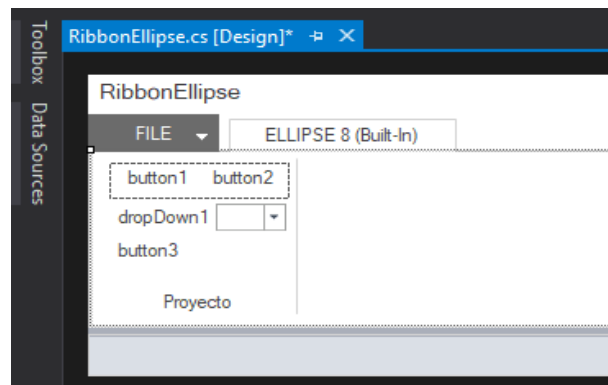 Toolbox
Data Sources
RibbonEllipse.cs [Design]*
RibbonEllipse
FILE
ELLIPSE 8 (Built-In)
button1 button2
dropDown1
button3
Proyecto